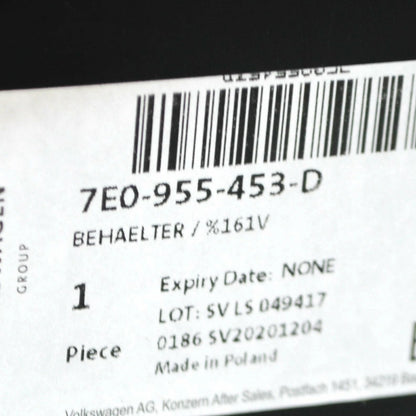 7E0-955-453-D
BEHAELTER / %161V
GROUP
1
Expiry Date: NONE
LOT: SV LS 049417
Piece
0186 SV20201204
Made in Poland
Volkswagen AG, Konzern After Sales, Postfach 1451, 34219